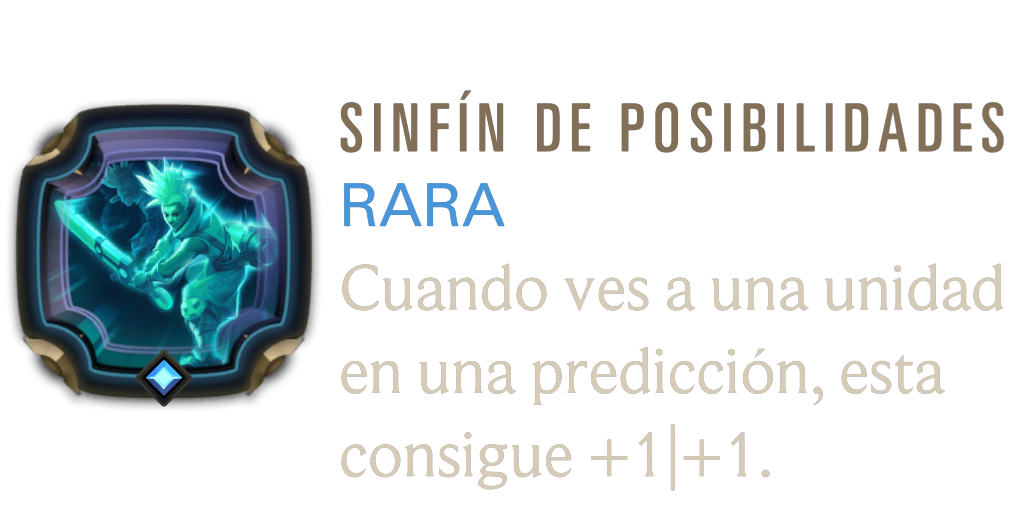 SINFÍN DE POSIBILIDADES
RARA
Cuando ves a una unidad
en una predicción, esta
consigue +1|+1.